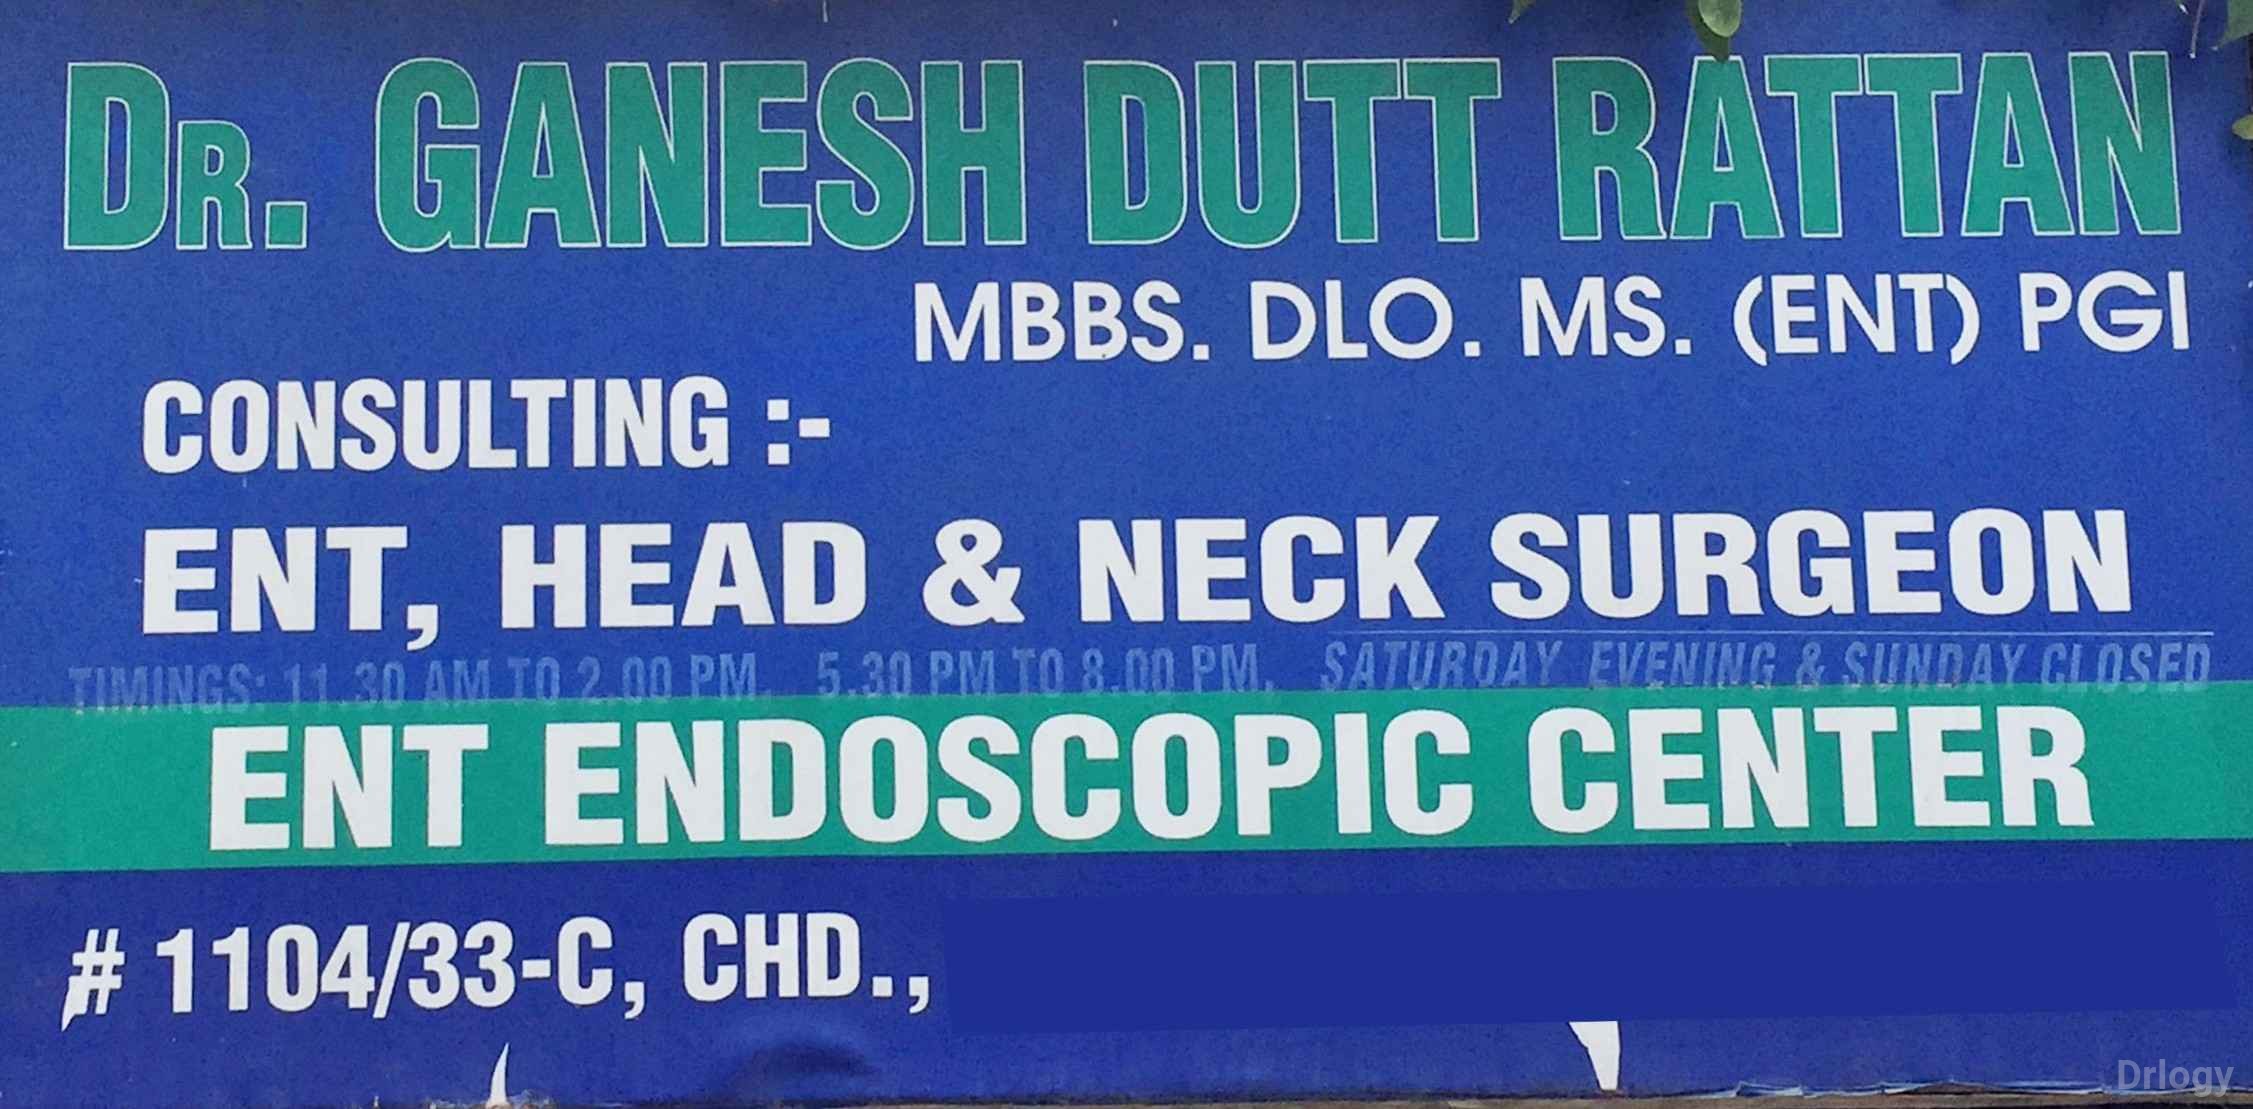 DR. GANESH DUTT RATTAN
MBBS. DLO. MS. (ENT) PGI
CONSULTING :-
ENT, HEAD & NECK SURGEON
TIMINGS: 11.30 AM TO 2.00 PM, 5.30 PM TO 8.00 PM, SATURDAY EVENING & SUNDAY CLOSED
ENT ENDOSCOPIC CENTER
# 1104/33-C, CHD.,
Drlogy